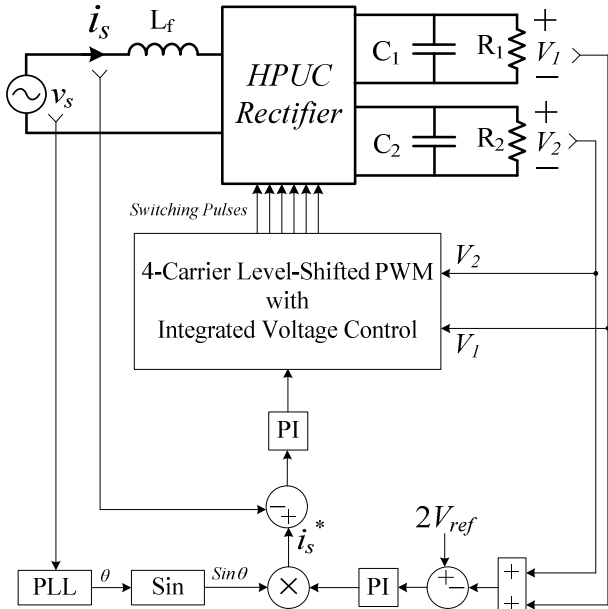 i_s
L_f
v_s
HPUC
Rectifier
C_1
R_1
+
V_1
−
C_2
R_2
+
V_2
−
Switching Pulses
4-Carrier Level-Shifted PWM
with
Integrated Voltage Control
V_2
V_1
PI
−
+
i_s^*
2V_ref
PLL
θ
Sin
Sinθ
×
PI
+
−
+
+